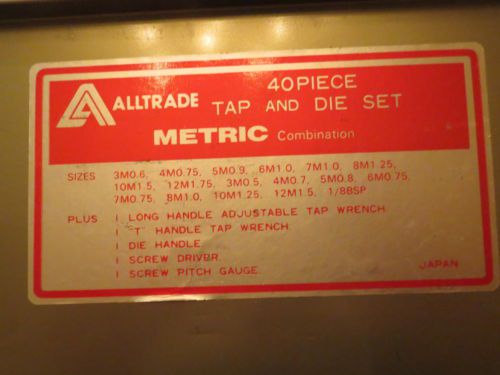 ALLTRADE
40PIECE
TAP AND DIE SET
METRIC Combination
SIZES 3M0.6, 4M0.75, 5M0.9, 6M1.0, 7M1.0, 8M1.25,
10M1.5, 12M1.75, 3M0.5, 4M0.7, 5M0.8, 6M0.75,
7M0.75, 8M1.0, 10M1.25, 12M1.5, 1/8BSP
PLUS 1 LONG HANDLE ADJUSTABLE TAP WRENCH.
1 "T" HANDLE TAP WRENCH.
1 DIE HANDLE.
1 SCREW DRIVER.
1 SCREW PITCH GAUGE.
JAPAN